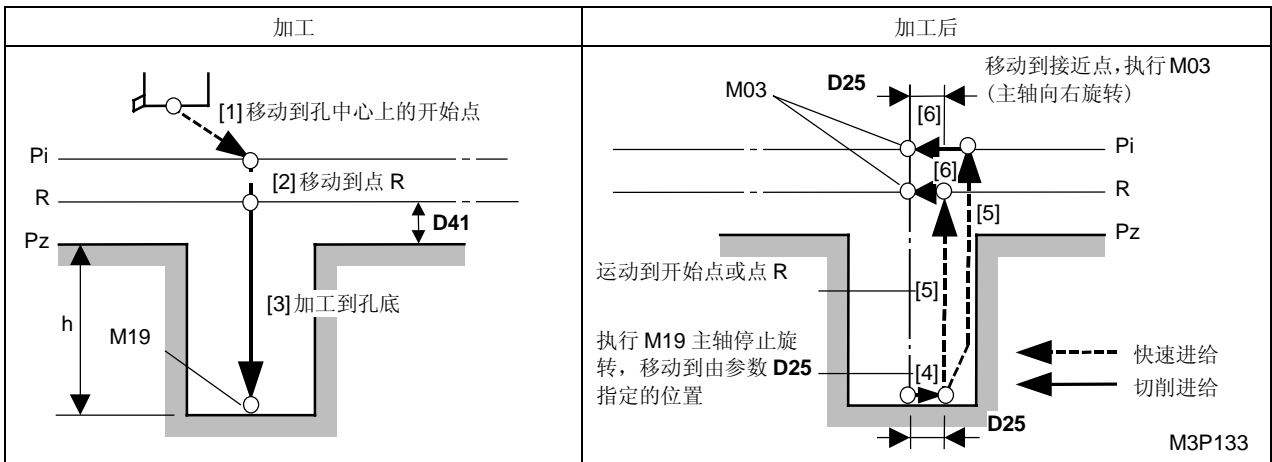 加工
加工后
[1]移动到孔中心上的开始点
Pi
[2]移动到点 R
R
D41
Pz
[3]加工到孔底
h
M19
M03
D25
移动到接近点,执行 M03
(主轴向右旋转)
[6]
Pi
[6]
R
[5]
Pz
运动到开始点或点 R
[5]
执行 M19 主轴停止旋
转，移动到由参数 D25
指定的位置
[4]
快速进给
切削进给
D25
M3P133